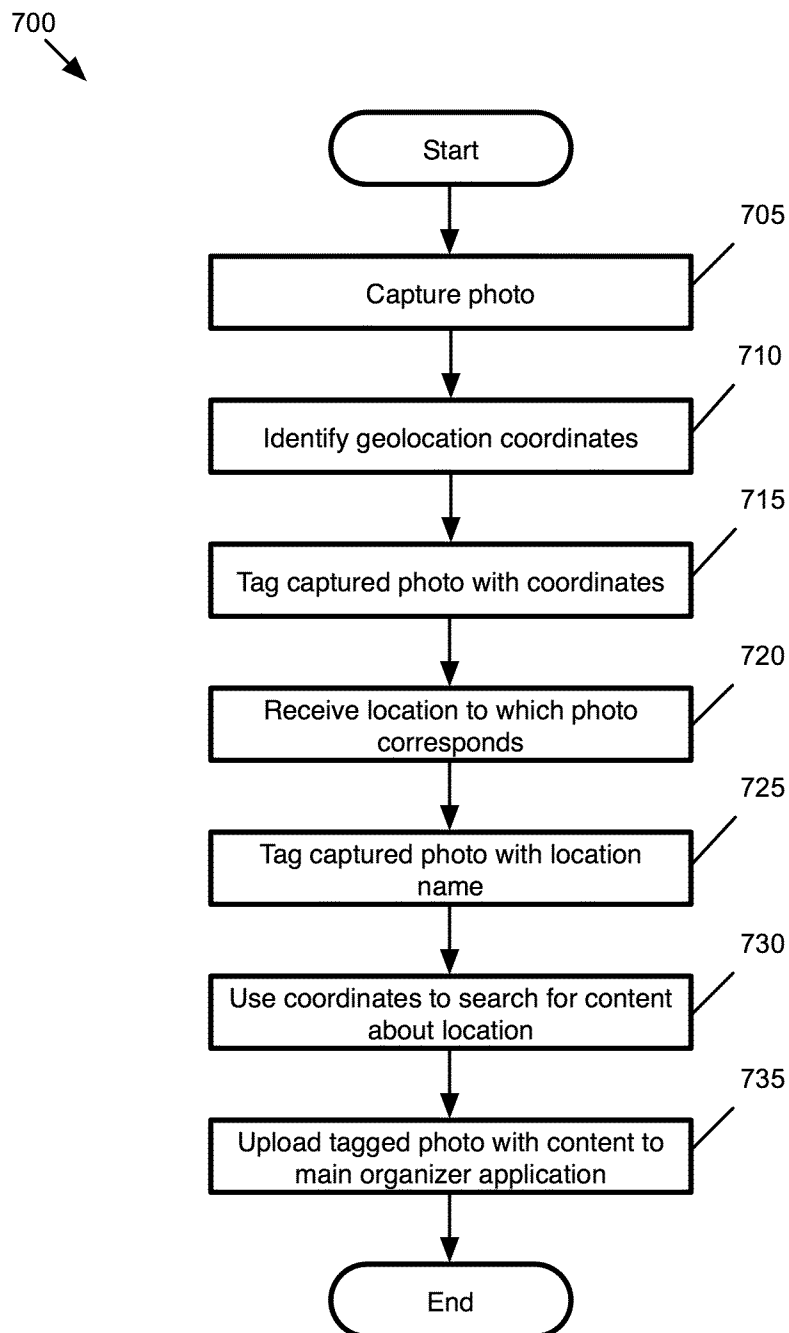 700
Start
705
Capture photo
710
Identify geolocation coordinates
715
Tag captured photo with coordinates
720
Receive location to which photo
corresponds
725
Tag captured photo with location
name
730
Use coordinates to search for content
about location
735
Upload tagged photo with content to
main organizer application
End